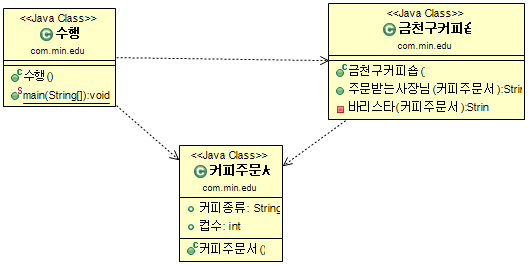 <<Java Class>>
수행
com.min.edu
수행()
main(String[]):void
<<Java Class>>
금천구커피숍
com.min.edu
금천구커피숍(
주문받는사장님(커피주문서):Strin
바리스타(커피주문서):Strin
<<Java Class>>
커피주문서
com.min.edu
커피종류: String
컵수: int
커피주문서()